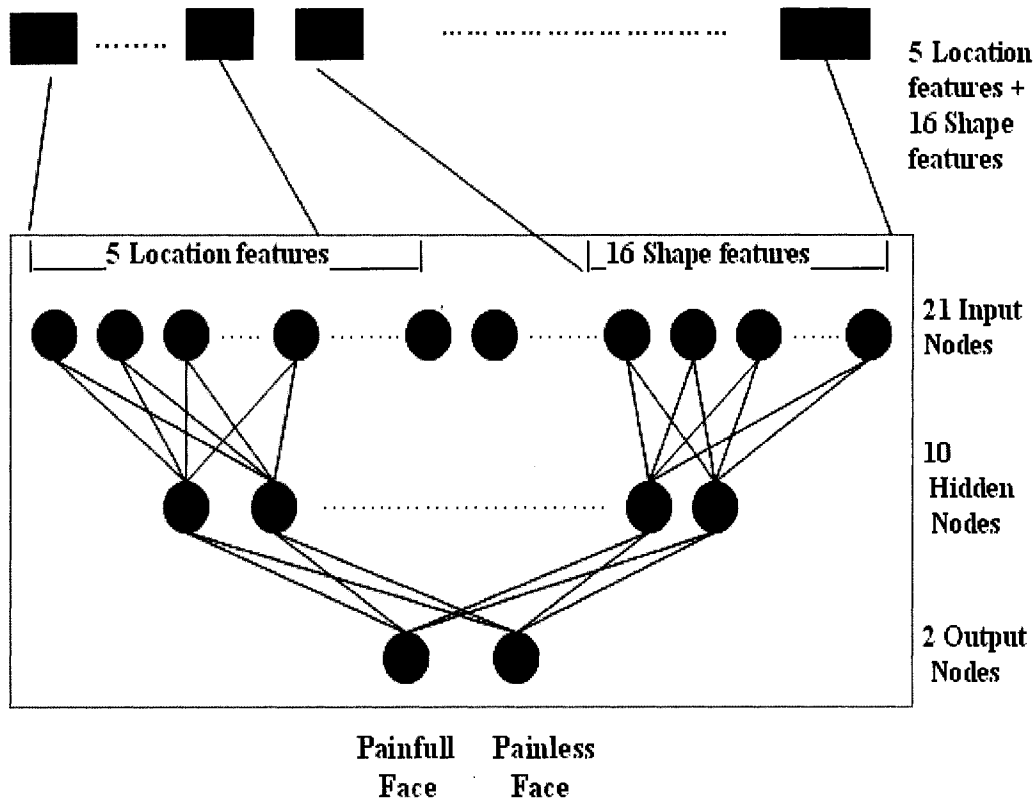 5 Location
features +
16 Shape
features
5 Location features
16 Shape features
21 Input
Nodes
10
Hidden
Nodes
2 Output
Nodes
Painfull Painless
Face Face